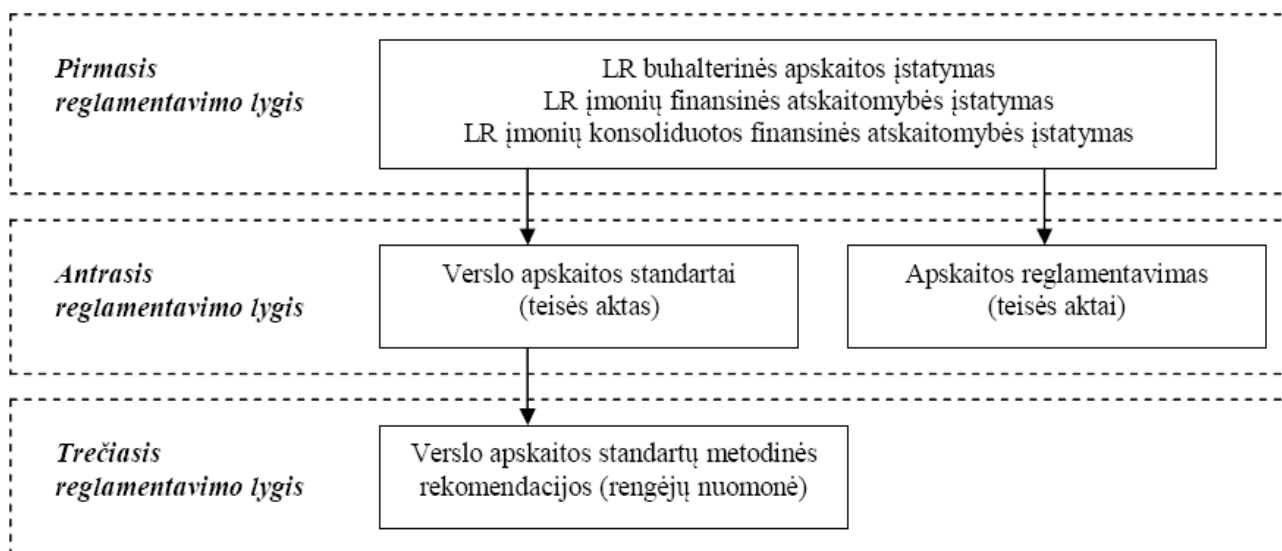 Pirmasis
reglamentavimo lygis
LR buhalterinės apskaitos įstatymas
LR įmonių finansinės atskaitomybės įstatymas
LR įmonių konsoliduotos finansinės atskaitomybės įstatymas
Antrasis
reglamentavimo lygis
Verslo apskaitos standartai
(teisės aktas)
Apskaitos reglamentavimas
(teisės aktai)
Trečiasis
reglamentavimo lygis
Verslo apskaitos standartų metodinės
rekomendacijos (rengėjų nuomonė)